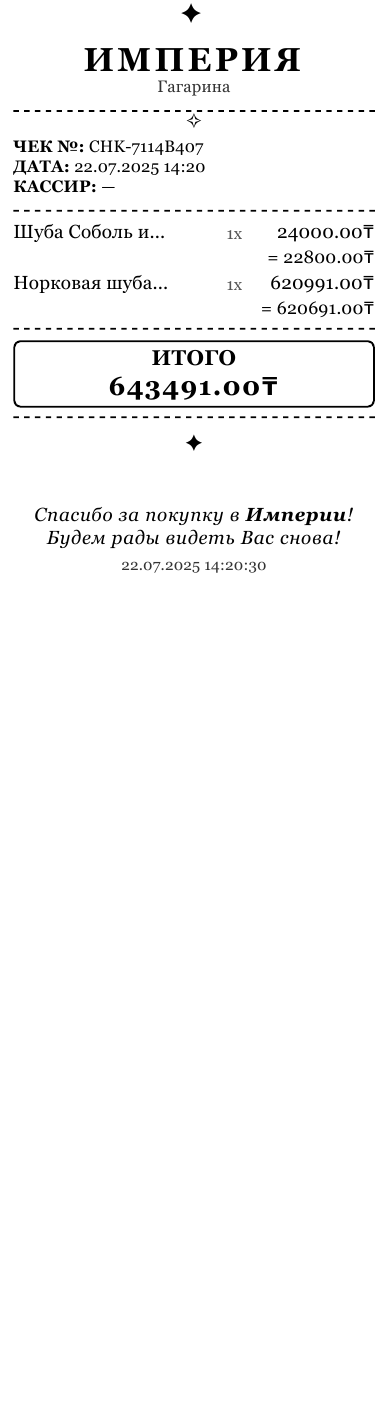 ИМПЕРИЯ
Гагарина
ЧЕК №: CHK-7114B407
ДАТА: 22.07.2025 14:20
КАССИР: —
Шуба Соболь и... 1x 24000.00₸
= 22800.00₸
Норковая шуба... 1x 620991.00₸
= 620691.00₸
ИТОГО
643491.00₸
Спасибо за покупку в Империи!
Будем рады видеть Вас снова!
22.07.2025 14:20:30